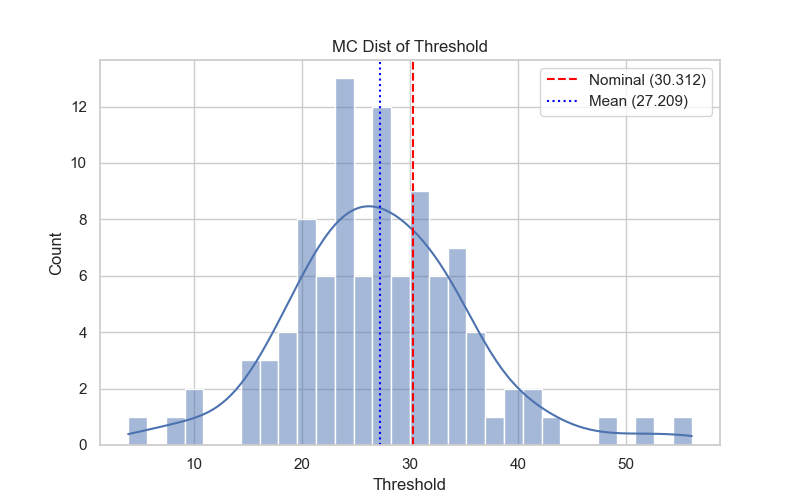 MC Dist of Threshold
Nominal (30.312)
Mean (27.209)
Count
12
10
8
6
4
2
0
10
20
30
40
50
Threshold